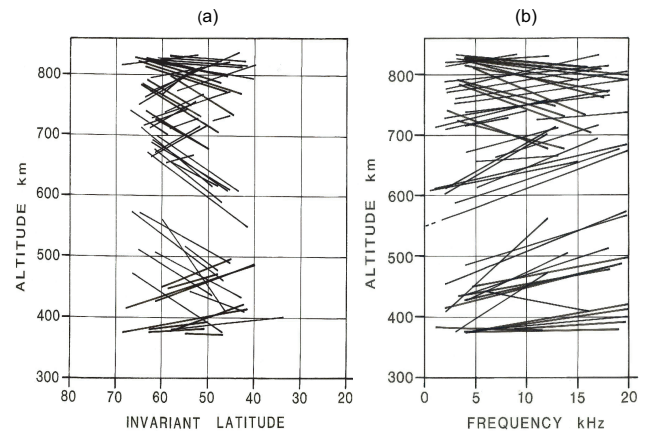 (a)
(b)
800
700
600
500
400
300
ALTITUDE km
80 70 60 50 40 30 20
INVARIANT LATITUDE
800
700
600
500
400
300
ALTITUDE km
0 5 10 15 20
FREQUENCY kHz